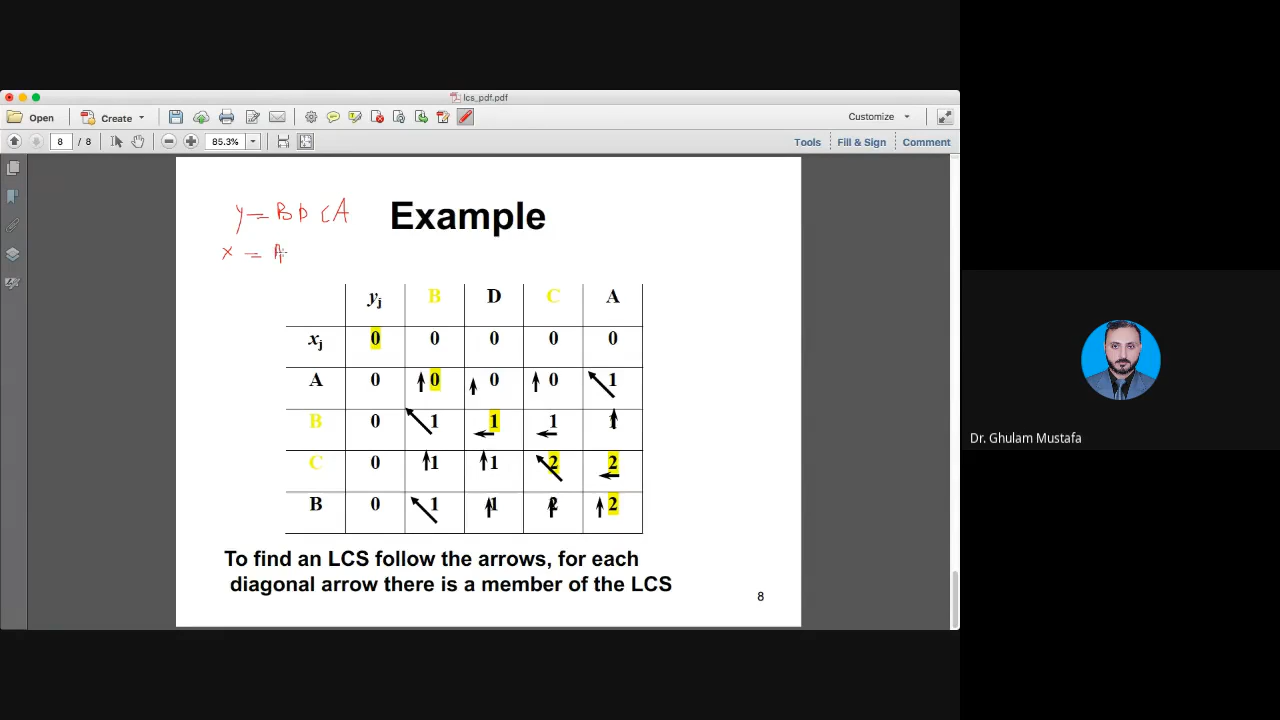 lcs_pdf.pdf
Open Create Customize
8 / 8 85.3% Tools Fill & Sign Comment
y = B D C A
Example
x = A
yj B D C A
xj 0 0 0 0 0
A 0 0 0 0 1
B 0 1 1 1 1
C 0 1 1 2 2
B 0 1 1 2 2
To find an LCS follow the arrows, for each
diagonal arrow there is a member of the LCS
8
Dr. Ghulam Mustafa